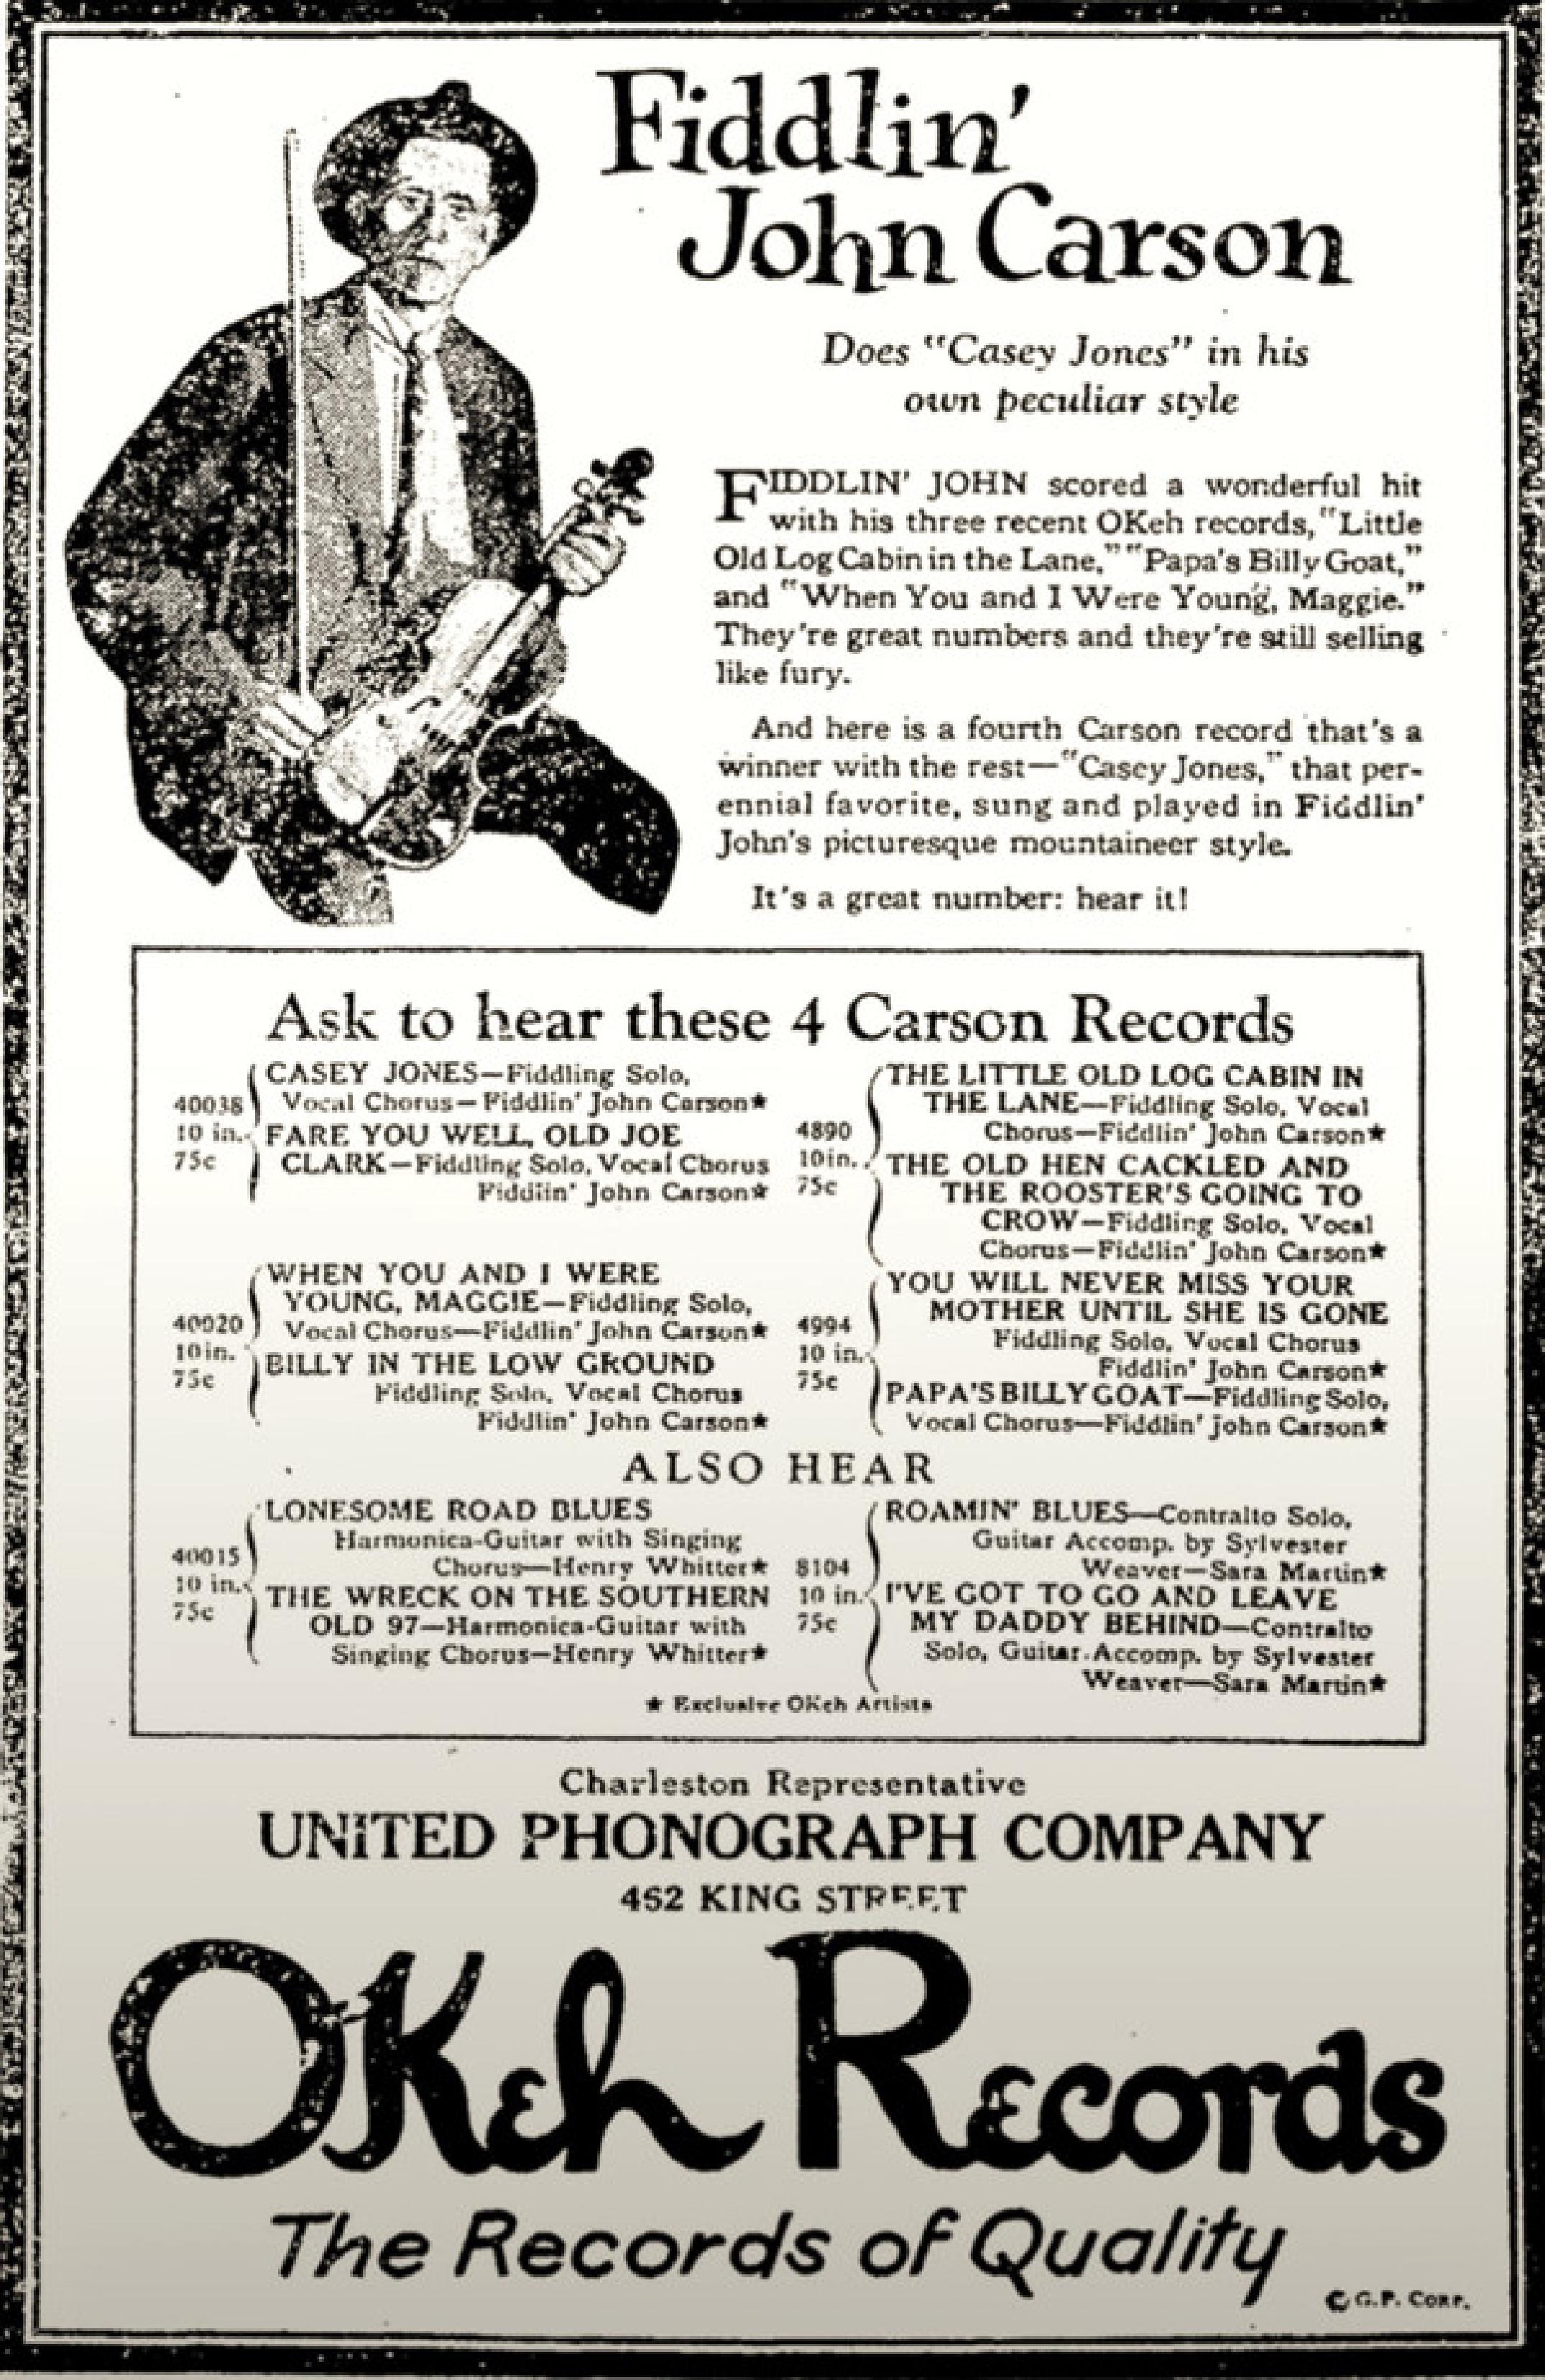 Fiddlin'
John Carson
Does "Casey Jones" in his
own peculiar style
FIDDLIN' JOHN scored a wonderful hit
with his three recent OKeh records, "Little
Old Log Cabin in the Lane," "Papa's Billy Goat,"
and "When You and I Were Young, Maggie."
They're great numbers and they're still selling
like fury.
And here is a fourth Carson record that's a
winner with the rest—"Casey Jones," that per-
ennial favorite, sung and played in Fiddlin'
John's picturesque mountaineer style.
It's a great number: hear it!
Ask to hear these 4 Carson Records
40038
10 in.
75c
CASEY JONES—Fiddling Solo,
Vocal Chorus—Fiddlin' John Carson★
FARE YOU WELL, OLD JOE
CLARK—Fiddling Solo, Vocal Chorus
Fiddlin' John Carson★
40020
10 in.
75c
WHEN YOU AND I WERE
YOUNG, MAGGIE—Fiddling Solo,
Vocal Chorus—Fiddlin' John Carson★
BILLY IN THE LOW GROUND
Fiddling Solo, Vocal Chorus
Fiddlin' John Carson★
4890
10 in.
75c
THE LITTLE OLD LOG CABIN IN
THE LANE—Fiddling Solo, Vocal
Chorus—Fiddlin' John Carson★
THE OLD HEN CACKLED AND
THE ROOSTER'S GOING TO
CROW—Fiddling Solo, Vocal
Chorus—Fiddlin' John Carson★
4994
10 in.
75c
YOU WILL NEVER MISS YOUR
MOTHER UNTIL SHE IS GONE
Fiddling Solo, Vocal Chorus
Fiddlin' John Carson★
PAPA'S BILLY GOAT—Fiddling Solo,
Vocal Chorus—Fiddlin' John Carson★
ALSO HEAR
40015
10 in.
75c
LONESOME ROAD BLUES
Harmonica-Guitar with Singing
Chorus—Henry Whitter★
THE WRECK ON THE SOUTHERN
OLD 97—Harmonica-Guitar with
Singing Chorus—Henry Whitter★
8104
10 in.
75c
ROAMIN' BLUES—Contralto Solo,
Guitar Accomp. by Sylvester
Weaver—Sara Martin★
I'VE GOT TO GO AND LEAVE
MY DADDY BEHIND—Contralto
Solo, Guitar Accomp. by Sylvester
Weaver—Sara Martin★
★ Exclusive OKeh Artists
Charleston Representative
UNITED PHONOGRAPH COMPANY
462 KING STREET
OKeh Records
The Records of Quality
© G.P. CORP.